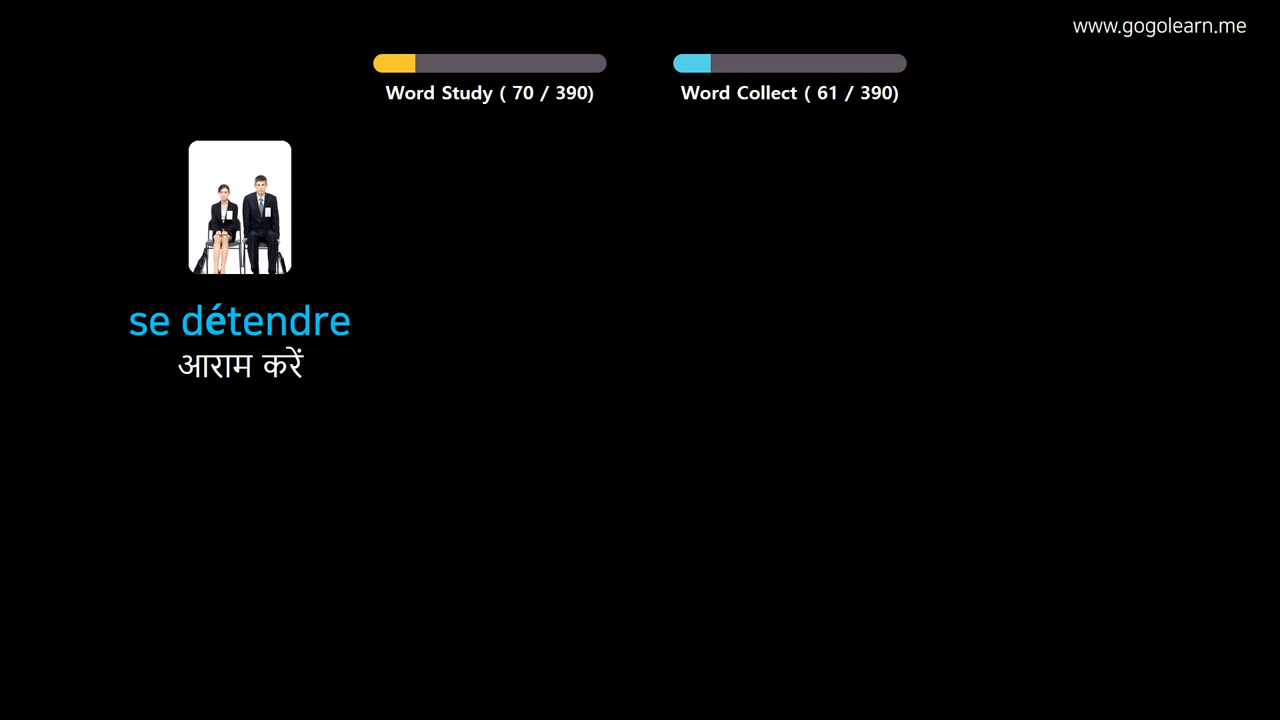 www.gogolearn.me
Word Study ( 70 / 390)
Word Collect ( 61 / 390)
se détendre
आराम करें